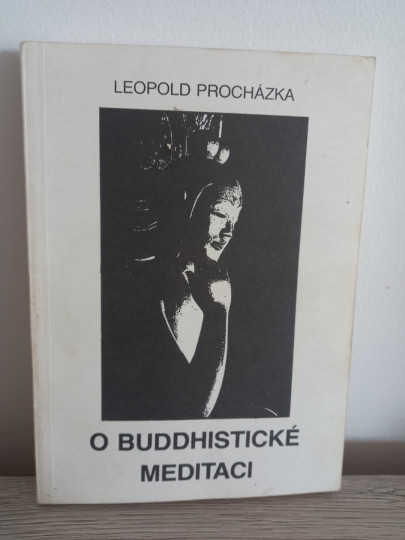 LEOPOLD PROCHÁZKA
O BUDDHISTICKÉ
MEDITACI